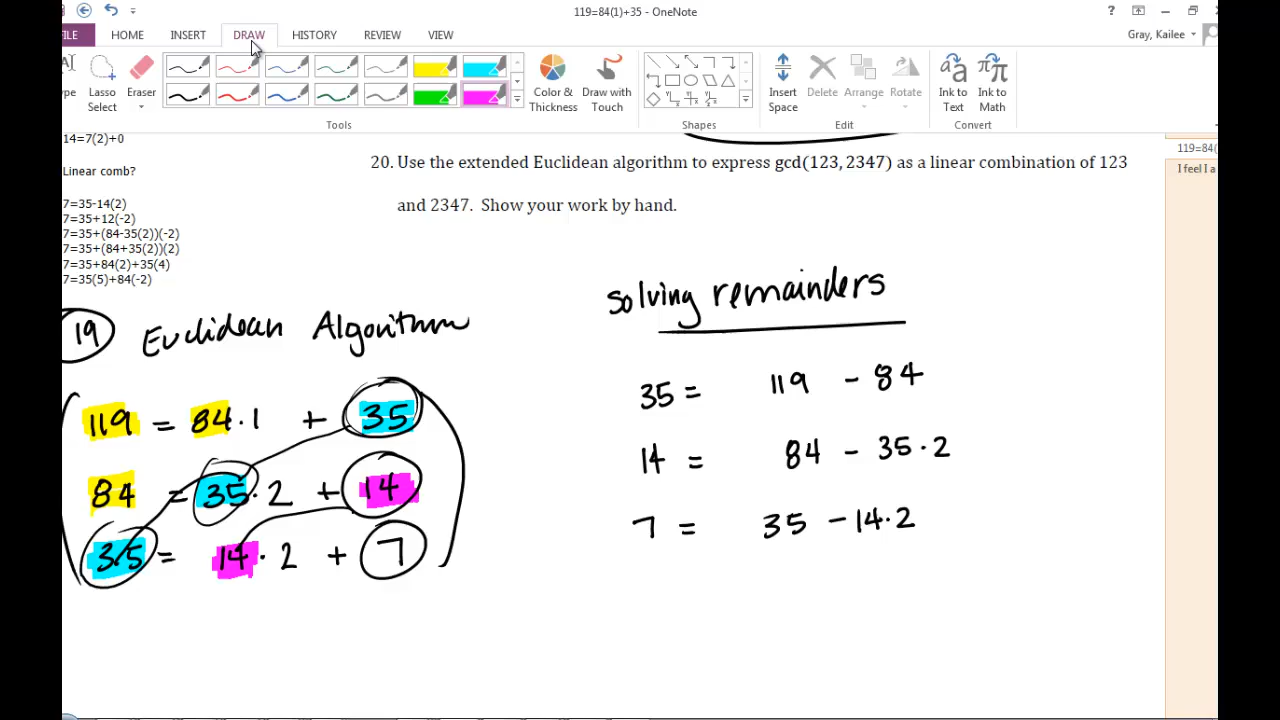 119=84(1)+35 - OneNote
?
FILE HOME INSERT DRAW HISTORY REVIEW VIEW
Gray, Kailee
Lasso Select
Eraser
Color & Thickness
Draw with Touch
Insert Space
Delete
Arrange
Rotate
Ink to Text
Ink to Math
Tools
Shapes
Edit
Convert
14=7(2)+0
119=84(
I feel I a
20. Use the extended Euclidean algorithm to express gcd(123, 2347) as a linear combination of 123
and 2347. Show your work by hand.
Linear comb?
7=35-14(2)
7=35+12(-2)
7=35+(84-35(2))(-2)
7=35+(84+35(2))(2)
7=35+84(2)+35(4)
7=35(5)+84(-2)
19 Euclidean Algorithm
119 = 84·1 + 35
84 = 35·2 + 14
35 = 14·2 + 7
solving remainders
35 = 119 - 84
14 = 84 - 35·2
7 = 35 - 14·2